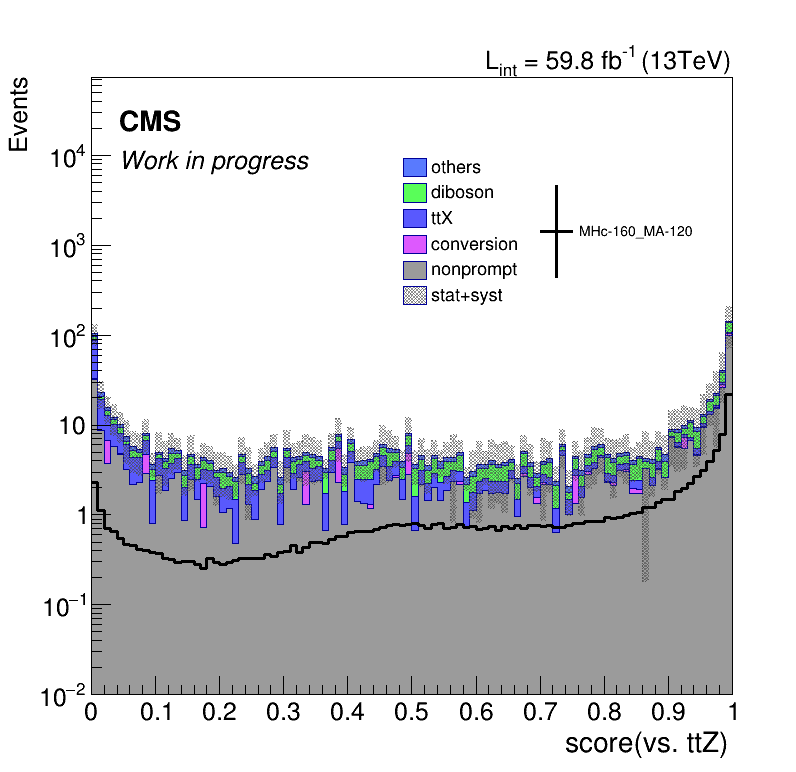 L_int = 59.8 fb^-1 (13TeV)
Events
CMS
Work in progress
others
diboson
ttX
conversion
nonprompt
stat+syst
MHc-160_MA-120
10^4
10^3
10^2
10
1
10^−1
10^−2
0 0.1 0.2 0.3 0.4 0.5 0.6 0.7 0.8 0.9 1
score(vs. ttZ)